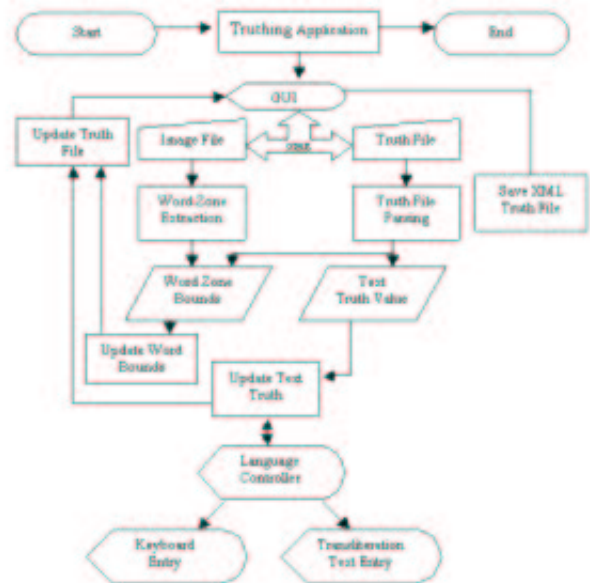 Start
Truthing Application
End
GUI
Update Truth
File
Image File
Truth File
Save XML
Truth File
Word-Zone
Extraction
Truth File
Parsing
Word-Zone
Bounds
Text
Truth Value
Update Word
Bounds
Update Text
Truth
Language
Controller
Keyboard
Entry
Transliteration
Text Entry